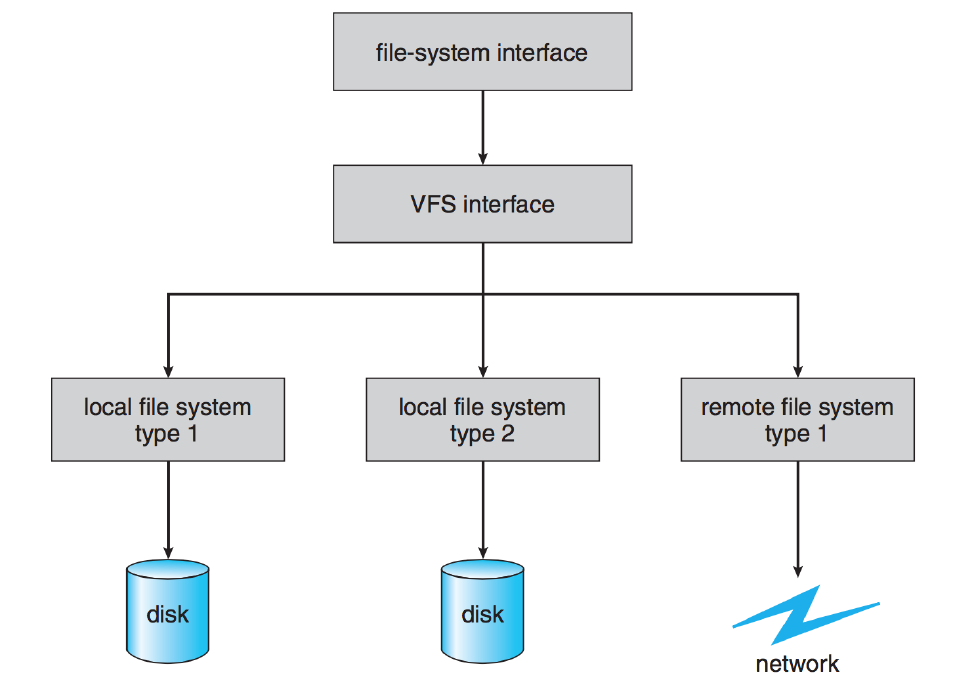 file-system interface
VFS interface
local file system
type 1
local file system
type 2
remote file system
type 1
disk
disk
network